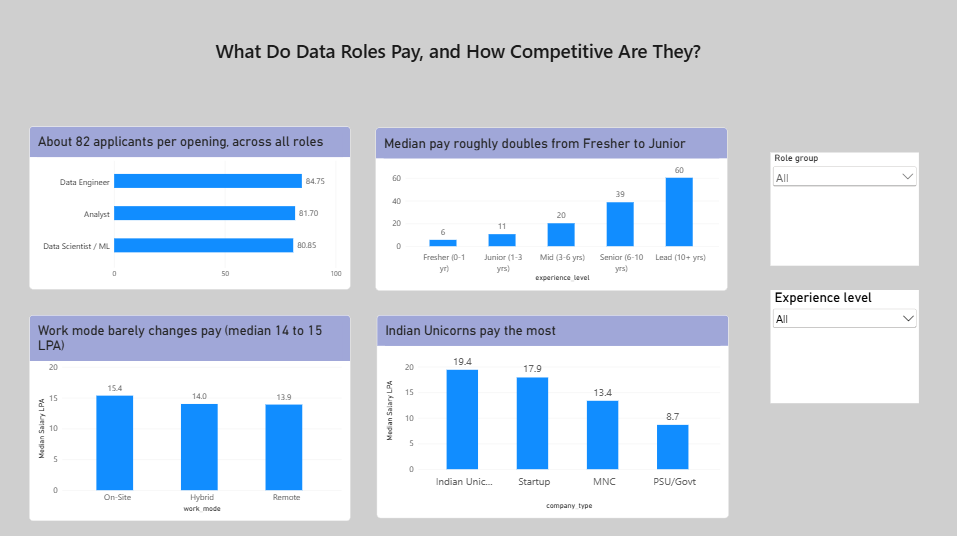 What Do Data Roles Pay, and How Competitive Are They?
About 82 applicants per opening, across all roles
Data Engineer
84.75
Analyst
81.70
Data Scientist / ML
80.85
0
50
100
Median pay roughly doubles from Fresher to Junior
60
40
20
0
6
11
20
39
60
Fresher (0-1
yr)
Junior (1-3
yrs)
Mid (3-6 yrs)
Senior (6-10
yrs)
Lead (10+ yrs)
experience_level
Role group
All
Experience level
All
Work mode barely changes pay (median 14 to 15
LPA)
Median Salary LPA
20
15
10
5
0
15.4
14.0
13.9
On-Site
Hybrid
Remote
work_mode
Indian Unicorns pay the most
Median Salary LPA
20
15
10
5
0
19.4
17.9
13.4
8.7
Indian Unic...
Startup
MNC
PSU/Govt
company_type